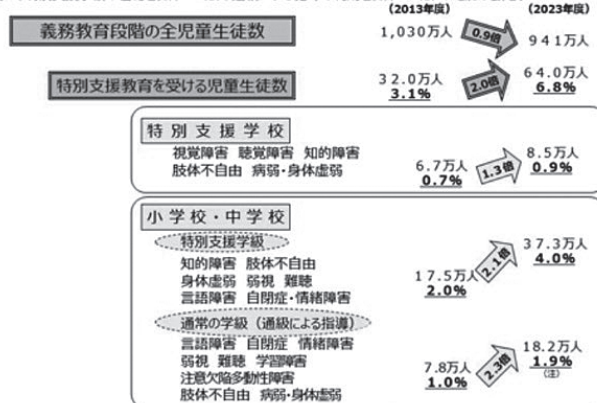 (2013年度) (2023年度)
義務教育段階の全児童生徒数 1,030万人 0.9倍 941万人
特別支援教育を受ける児童生徒数 32.0万人 3.1% 2.0倍 64.0万人 6.8%
特別支援学校
視覚障害 聴覚障害 知的障害
肢体不自由 病弱・身体虚弱
6.7万人 0.7% 1.3倍 8.5万人 0.9%
小学校・中学校
特別支援学級
知的障害 肢体不自由
身体虚弱 弱視 難聴
言語障害 自閉症・情緒障害
17.5万人 2.0% 2.1倍 37.3万人 4.0%
通常の学級（通級による指導）
言語障害 自閉症 情緒障害
弱視 難聴 学習障害
注意欠陥多動性障害
肢体不自由 病弱・身体虚弱
7.8万人 1.0% 2.3倍 18.2万人 1.9%
(注)